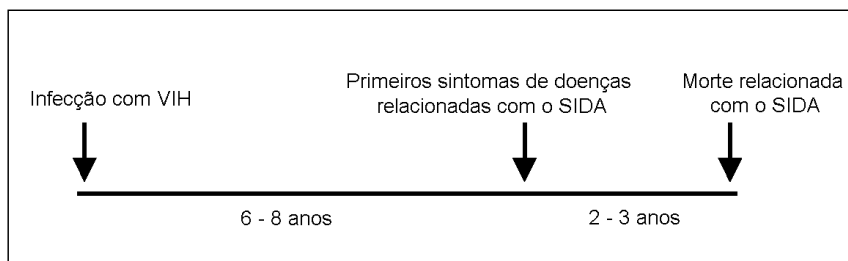 Infecção com VIH
Primeiros sintomas de doenças
relacionadas com o SIDA
Morte relacionada
com o SIDA
6 - 8 anos
2 - 3 anos